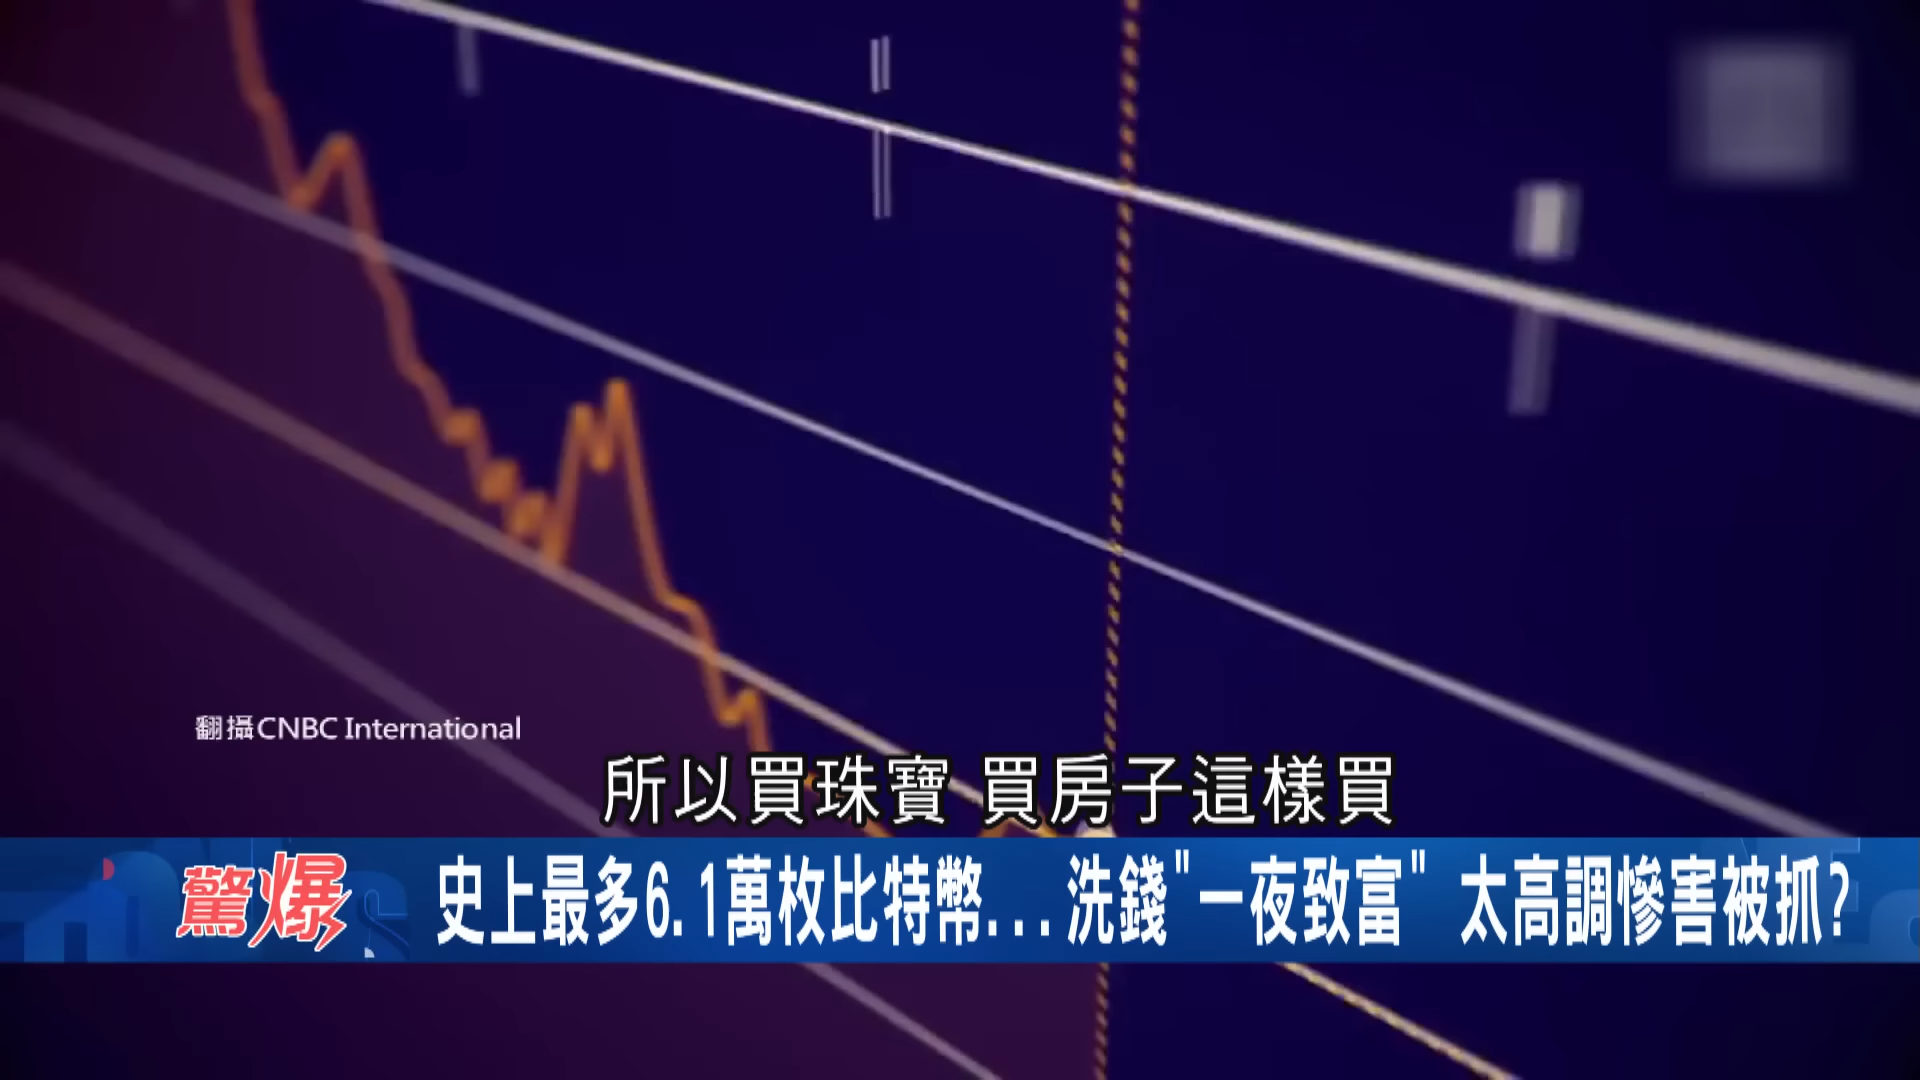 翻攝CNBC International
所以買珠寶 買房子這樣買
驚爆 史上最多6.1萬枚比特幣...洗錢"一夜致富" 太高調慘害被抓?